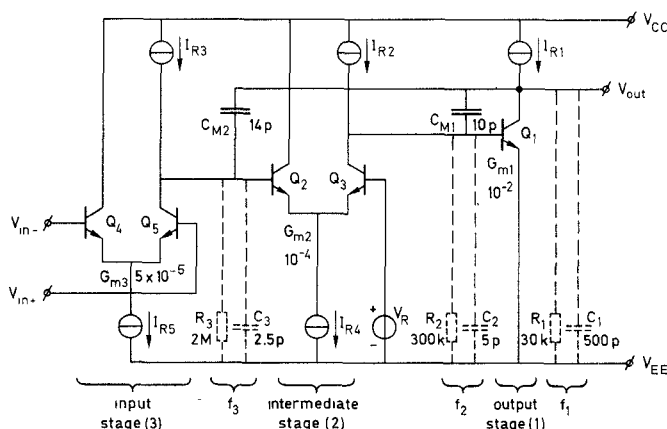 V_CC
I_R3
I_R2
I_R1
V_out
C_M2
14p
C_M1
10p
Q_1
G_m1
10^-2
Q_2
Q_3
V_in-
Q_4
Q_5
G_m2
10^-4
G_m3
5 x 10^-5
V_in+
I_R5
R_3
2M
C_3
2.5p
I_R4
+
V_R
-
R_2
300k
C_2
5p
R_1
30k
C_1
500p
V_EE
input
stage (3)
f_3
intermediate
stage (2)
f_2
output
stage (1)
f_1